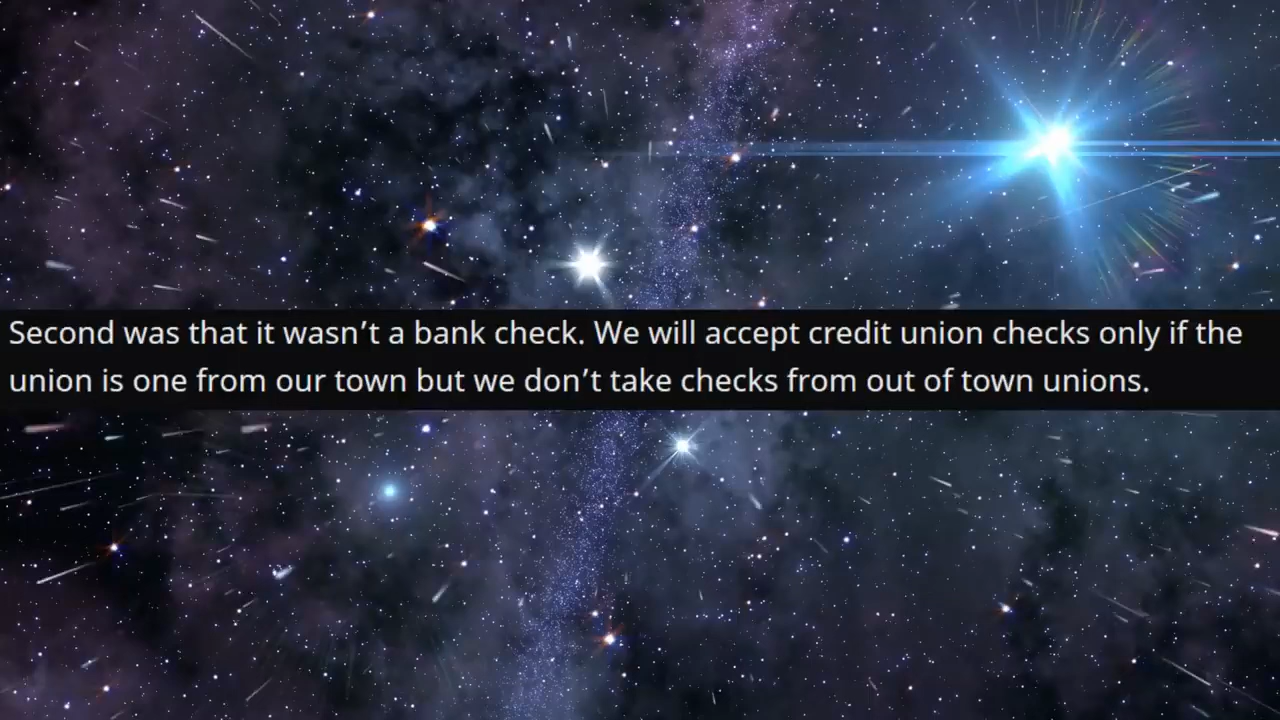 Second was that it wasn’t a bank check. We will accept credit union checks only if the
union is one from our town but we don’t take checks from out of town unions.